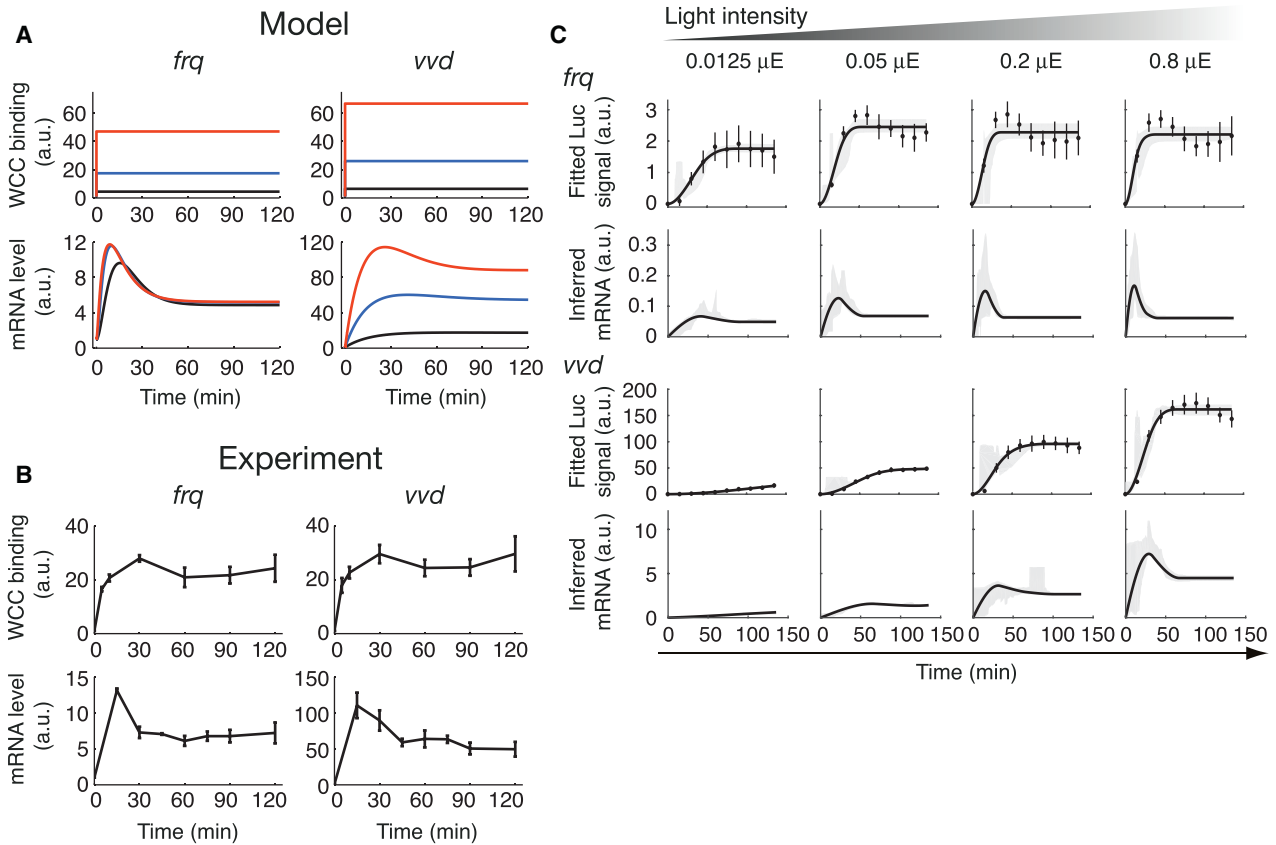 A
Model
frq
vvd
WCC binding
(a.u.)
60
40
20
0
0 30 60 90 120
60
40
20
0
0 30 60 90 120
mRNA level
(a.u.)
12
8
4
0
0 30 60 90 120
120
80
40
0
0 30 60 90 120
Time (min)
Time (min)
B
Experiment
frq
vvd
WCC binding
(a.u.)
40
20
0
0 30 60 90 120
40
20
0
0 30 60 90 120
mRNA level
(a.u.)
15
10
5
0
0 30 60 90 120
150
100
50
0
0 30 60 90 120
Time (min)
Time (min)
C
Light intensity
0.0125 µE
0.05 µE
0.2 µE
0.8 µE
frq
Fitted Luc
signal (a.u.)
3
2
1
0
Inferred
mRNA (a.u.)
0.3
0.2
0.1
0
vvd
Fitted Luc
signal (a.u.)
200
150
100
50
0
Inferred
mRNA (a.u.)
10
5
0
0 50 100 150
0 50 100 150
0 50 100 150
0 50 100 150
Time (min)